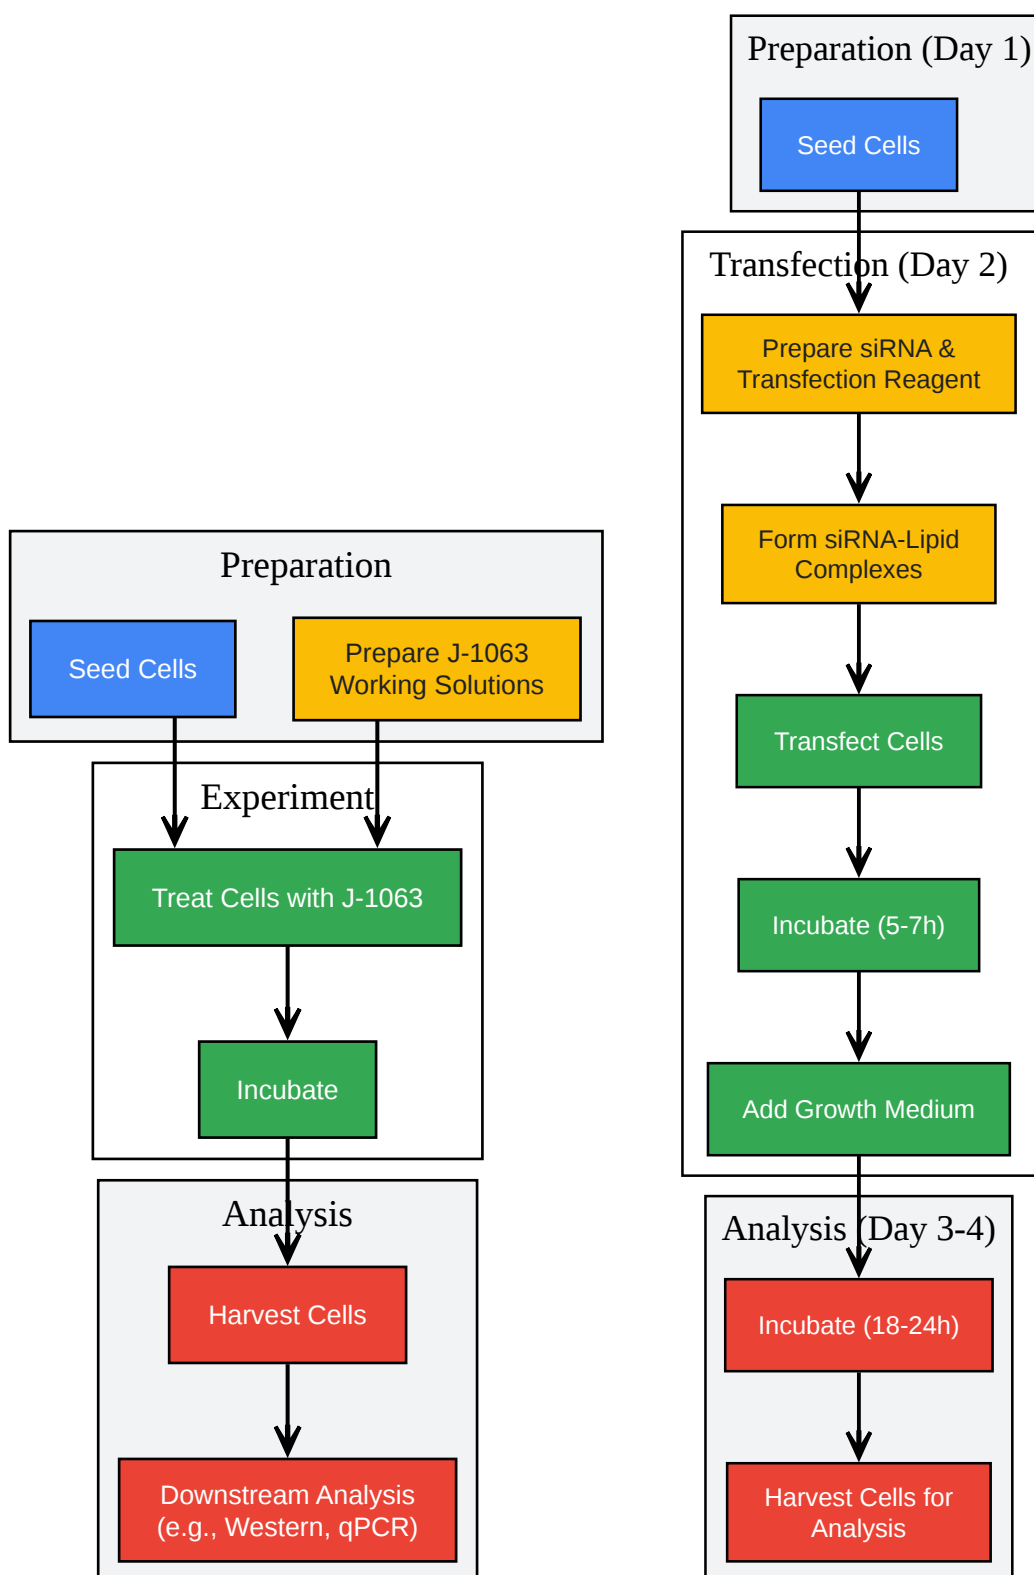 Preparation
Seed Cells
Prepare J-1063
Working Solutions
Experiment
Treat Cells with J-1063
Incubate
Analysis
Harvest Cells
Downstream Analysis
(e.g., Western, qPCR)
Preparation (Day 1)
Seed Cells
Transfection (Day 2)
Prepare siRNA &
Transfection Reagent
Form siRNA-Lipid
Complexes
Transfect Cells
Incubate (5-7h)
Add Growth Medium
Analysis (Day 3-4)
Incubate (18-24h)
Harvest Cells for
Analysis